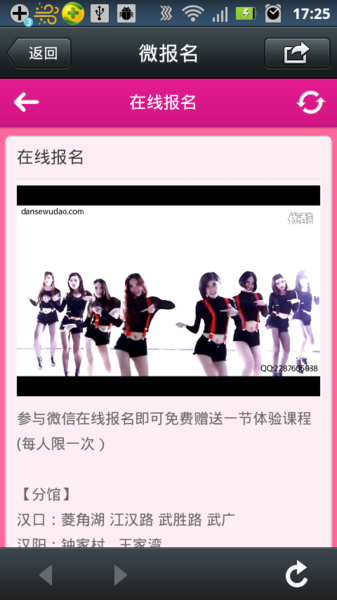 17:25
返回
微报名
在线报名
在线报名
dansewudao.com
优酷
QQ:2287605038
参与微信在线报名即可免费赠送一节体验课程
(每人限一次）
【分馆】
汉口：菱角湖 江汉路 武胜路 武广
汉阳：钟家村 王家湾